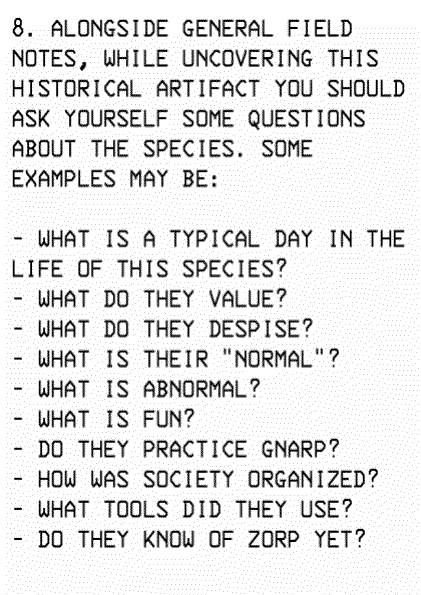 8. ALONGSIDE GENERAL FIELD
NOTES, WHILE UNCOVERING THIS
HISTORICAL ARTIFACT YOU SHOULD
ASK YOURSELF SOME QUESTIONS
ABOUT THE SPECIES. SOME
EXAMPLES MAY BE:
- WHAT IS A TYPICAL DAY IN THE
LIFE OF THIS SPECIES?
- WHAT DO THEY VALUE?
- WHAT DO THEY DESPISE?
- WHAT IS THEIR "NORMAL"?
- WHAT IS ABNORMAL?
- WHAT IS FUN?
- DO THEY PRACTICE GNARP?
- HOW WAS SOCIETY ORGANIZED?
- WHAT TOOLS DID THEY USE?
- DO THEY KNOW OF ZORP YET?